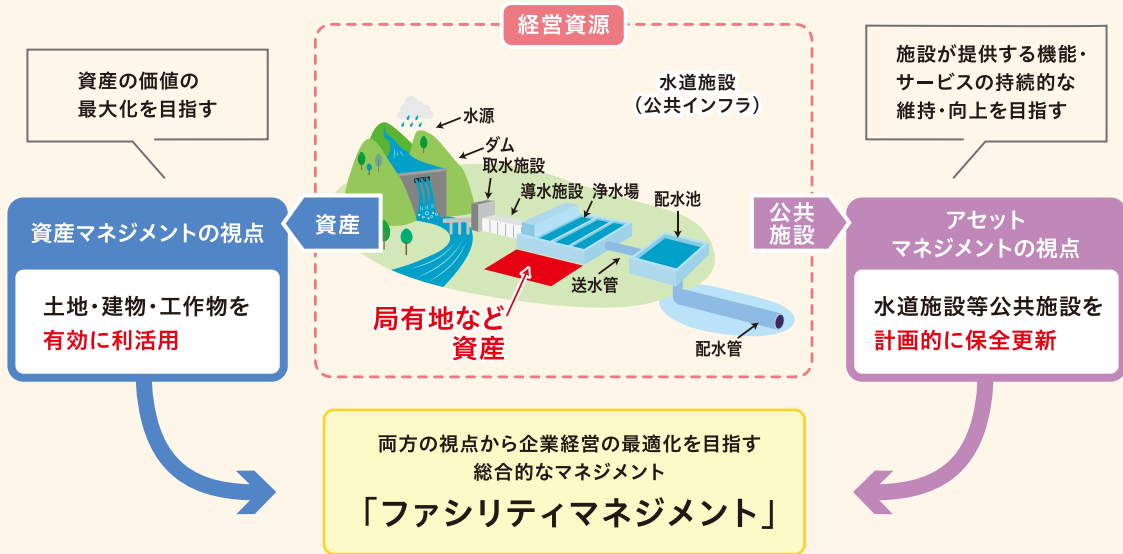 経営資源
資産の価値の
最大化を目指す
施設が提供する機能・
サービスの持続的な
維持・向上を目指す
水道施設
（公共インフラ）
水源
ダム
取水施設
導水施設
浄水場
配水池
送水管
配水管
局有地など
資産
資産
公共
施設
資産マネジメントの視点
土地・建物・工作物を
有効に利活用
アセット
マネジメントの視点
水道施設等公共施設を
計画的に保全更新
両方の視点から企業経営の最適化を目指す
総合的なマネジメント
「ファシリティマネジメント」